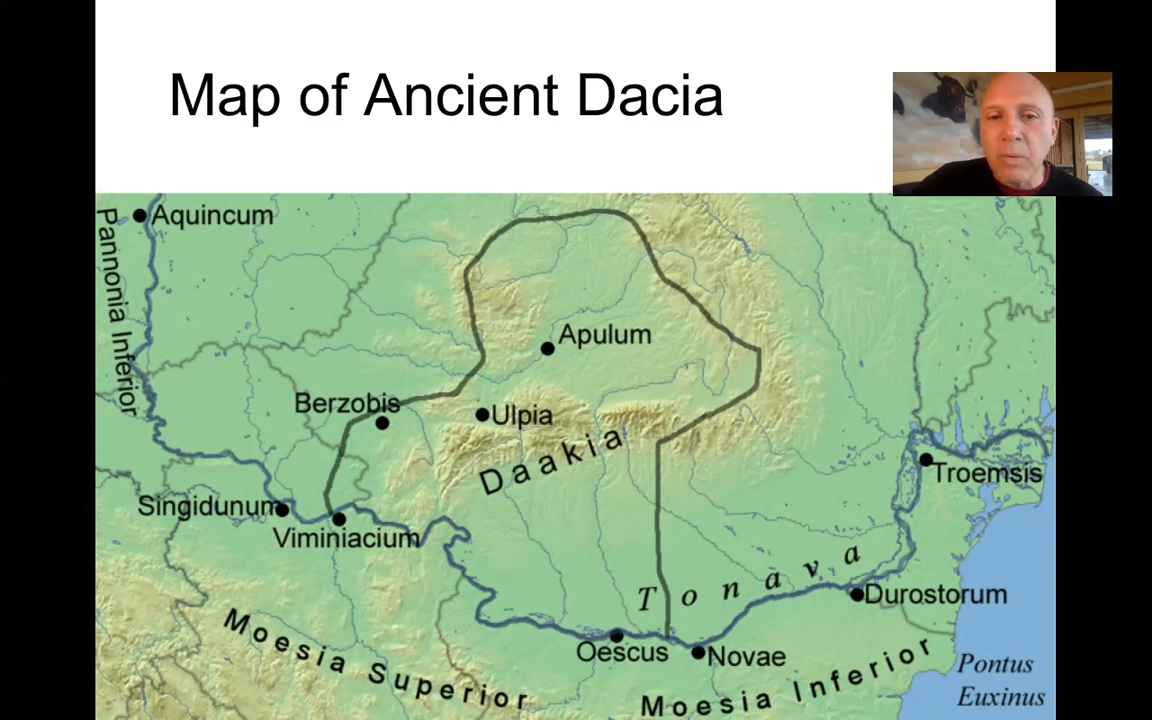 Map of Ancient Dacia
Aquincum
Pannonia Inferior
Apulum
Berzobis
Ulpia
Daakia
Troemsis
Singidunum
Viminiacium
Tonava
Durostorum
Oescus
Novae
Moesia Superior
Moesia Inferior
Pontus
Euxinus